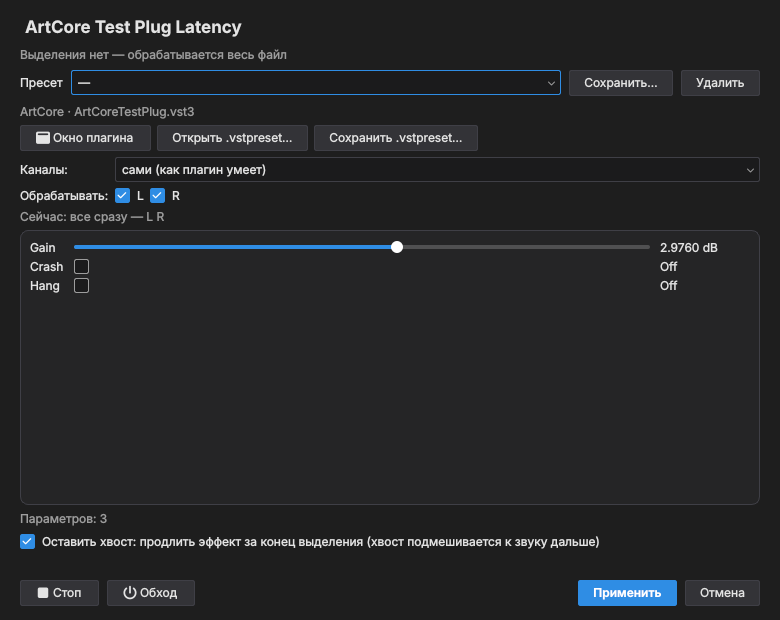 ArtCore Test Plug Latency
Выделения нет — обрабатывается весь файл
Пресет — Сохранить... Удалить
ArtCore · ArtCoreTestPlug.vst3
Окно плагина Открыть .vstpreset... Сохранить .vstpreset...
Каналы: сами (как плагин умеет)
Обрабатывать: L R
Сейчас: все сразу — L R
Gain 2.9760 dB
Crash Off
Hang Off
Параметров: 3
Оставить хвост: продлить эффект за конец выделения (хвост подмешивается к звуку дальше)
Стоп Обход Применить Отмена